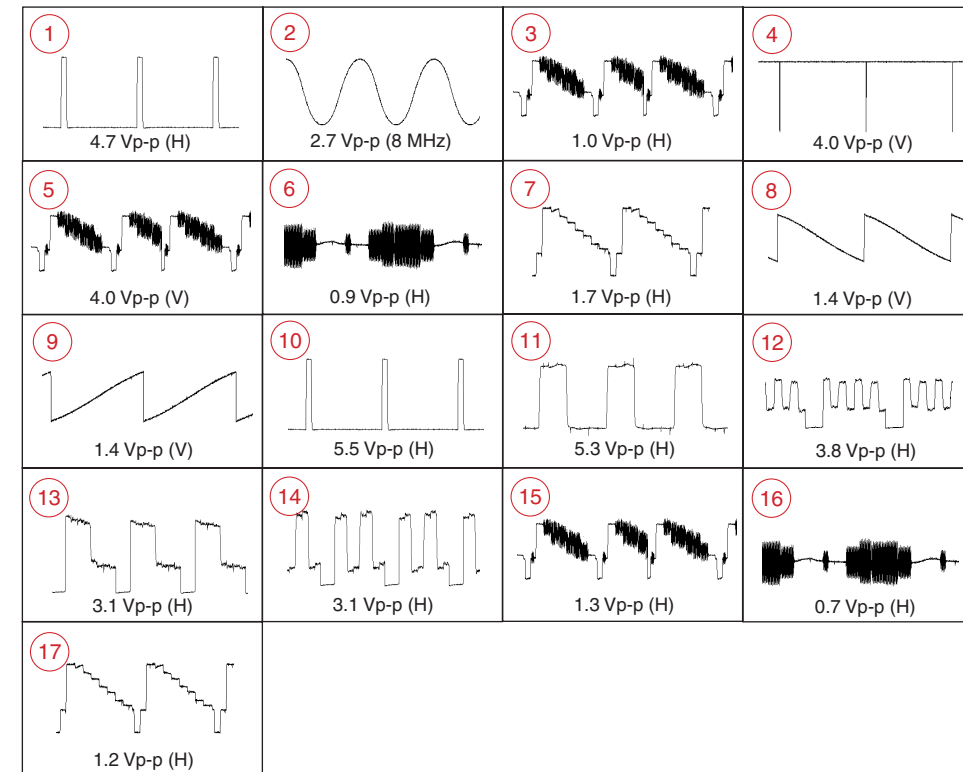 1
4.7 Vp-p (H)
2
2.7 Vp-p (8 MHz)
3
1.0 Vp-p (H)
4
4.0 Vp-p (V)
5
4.0 Vp-p (V)
6
0.9 Vp-p (H)
7
1.7 Vp-p (H)
8
1.4 Vp-p (V)
9
1.4 Vp-p (V)
10
5.5 Vp-p (H)
11
5.3 Vp-p (H)
12
3.8 Vp-p (H)
13
3.1 Vp-p (H)
14
3.1 Vp-p (H)
15
1.3 Vp-p (H)
16
0.7 Vp-p (H)
17
1.2 Vp-p (H)